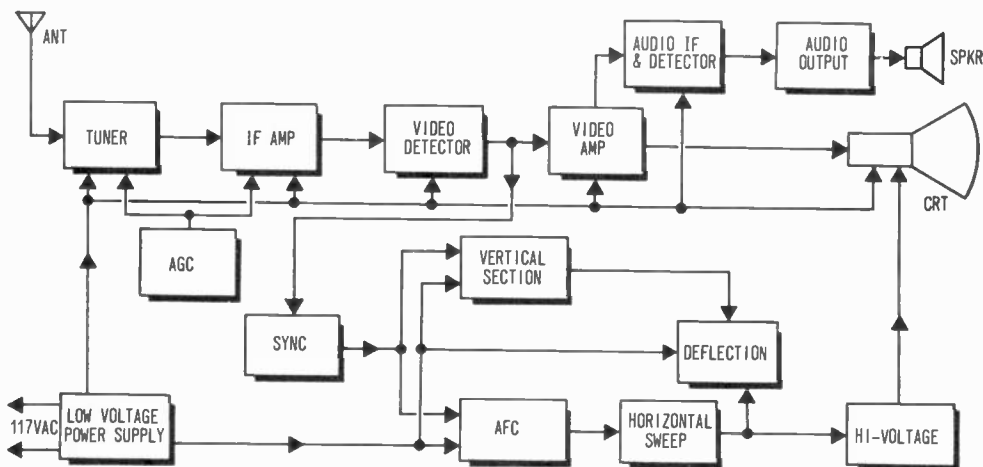 ANT
AUDIO IF
& DETECTOR
AUDIO
OUTPUT
SPKR
TUNER
IF AMP
VIDEO
DETECTOR
VIDEO
AMP
CRT
AGC
VERTICAL
SECTION
SYNC
DEFLECTION
117VAC
LOW VOLTAGE
POWER SUPPLY
AFC
HORIZONTAL
SWEEP
HI-VOLTAGE